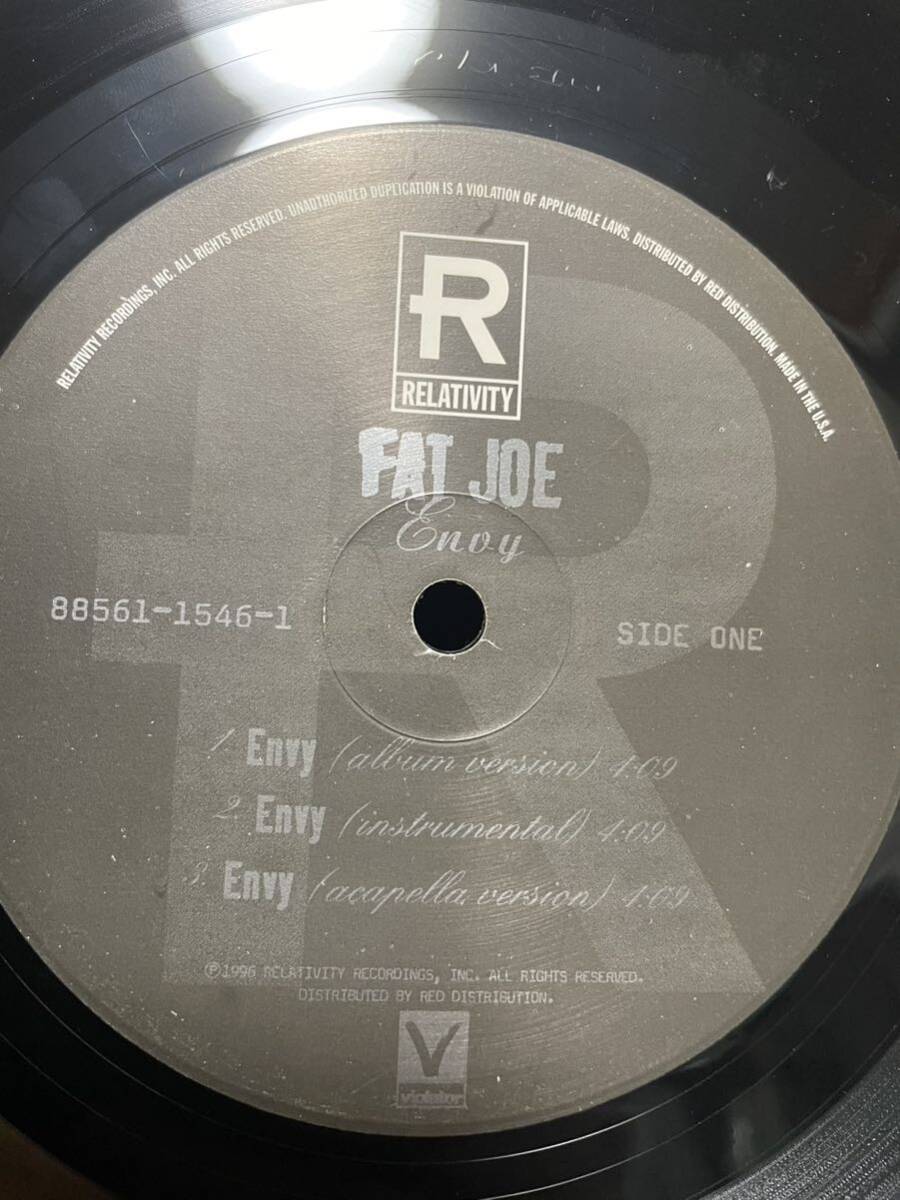 RELATIVITY RECORDINGS, INC. ALL RIGHTS RESERVED. UNAUTHORIZED DUPLICATION IS A VIOLATION OF APPLICABLE LAWS. DISTRIBUTED BY RED DISTRIBUTION. MADE IN THE U.S.A.
R
RELATIVITY
FAT JOE
Envy
88561-1546-1
SIDE ONE
1. Envy (album version) 4:09
2. Envy (instrumental) 4:09
3. Envy (acapella version) 4:09
℗1996 RELATIVITY RECORDINGS, INC. ALL RIGHTS RESERVED.
DISTRIBUTED BY RED DISTRIBUTION.
V
violator